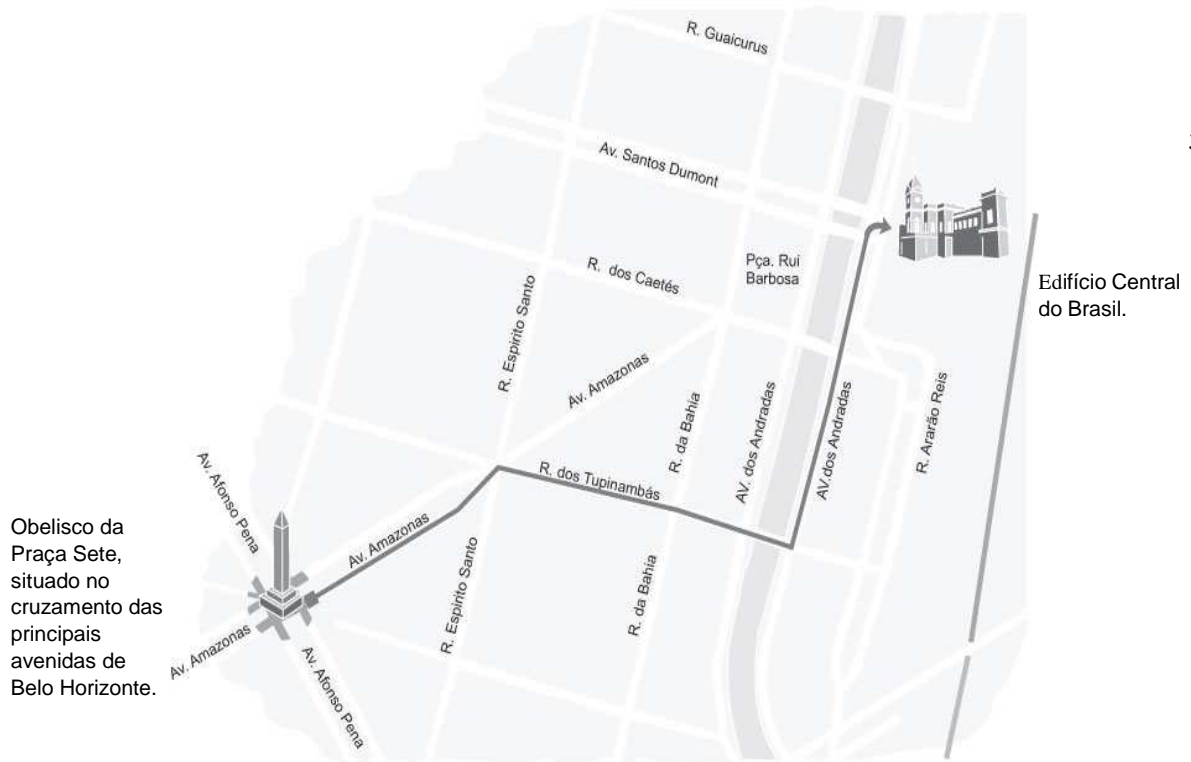 R. Guaicurus
Av. Santos Dumont
Pça. Rui
Barbosa
R. dos Caetés
Edifício Central
do Brasil.
R. Espirito Santo
Av. Amazonas
R. da Bahia
AV. dos Andradas
AV.dos Andradas
R. Ararão Reis
R. dos Tupinambás
Av. Afonso Pena
Av. Amazonas
Obelisco da
Praça Sete,
situado no
cruzamento das
principais
avenidas de
Belo Horizonte.
R. Espirito Santo
R. da Bahia
Av. Amazonas
Av. Afonso Pena